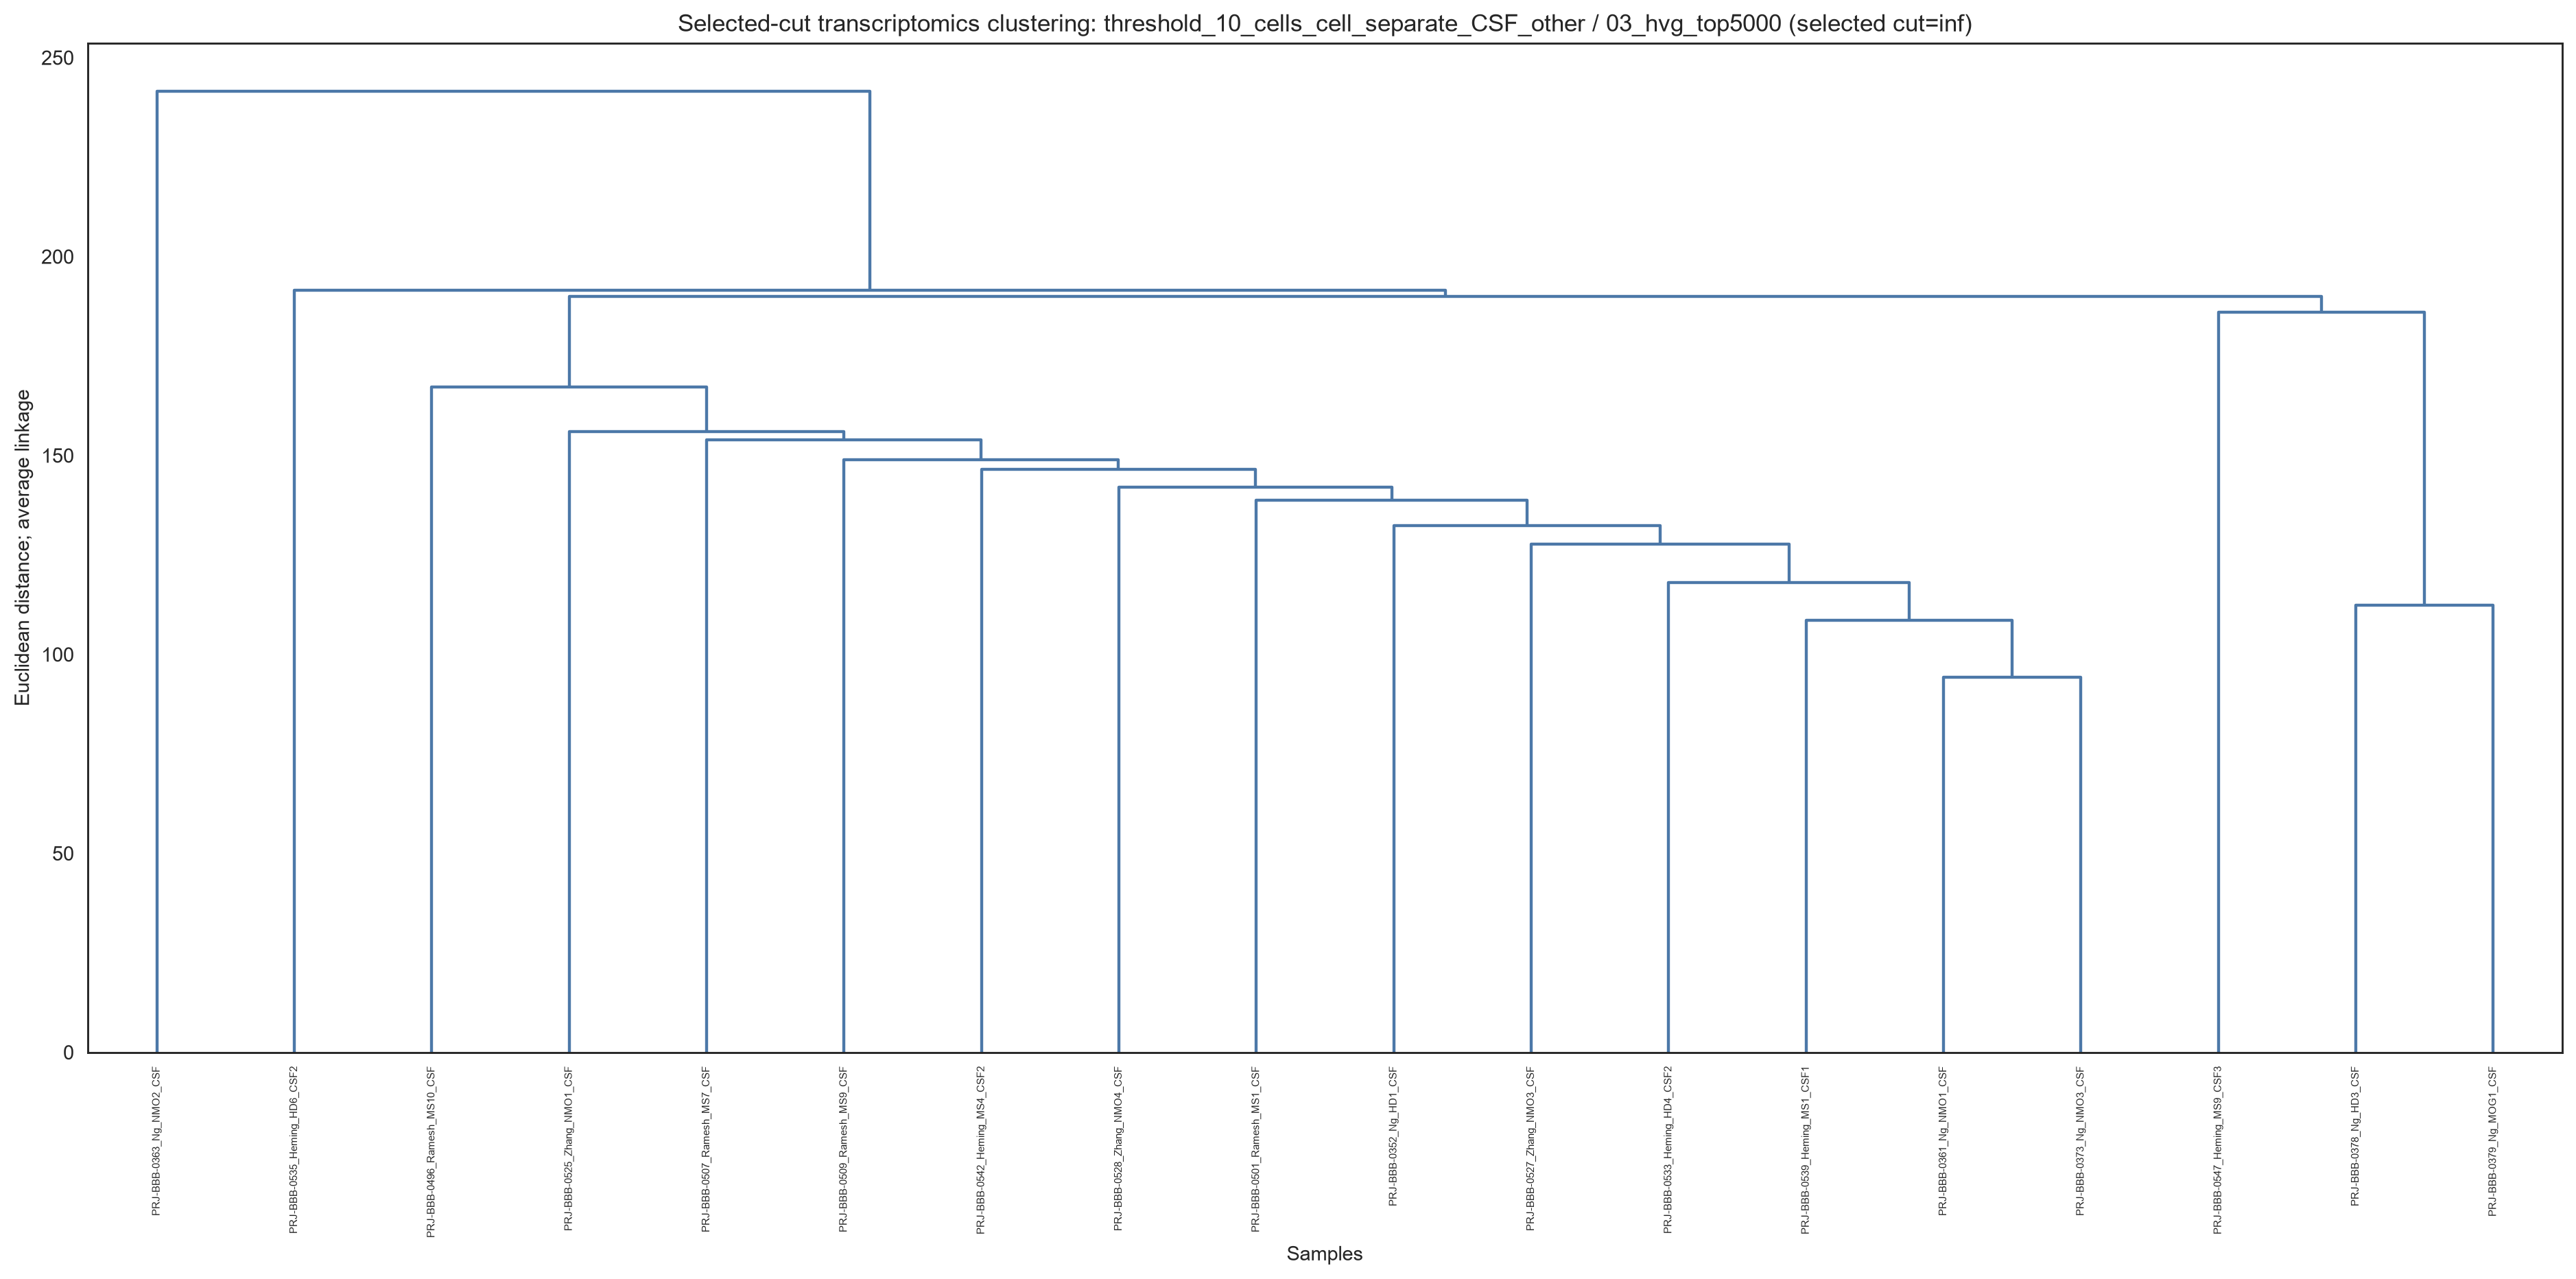 Selected-cut transcriptomics clustering: threshold_10_cells_cell_separate_CSF_other / 03_hvg_top5000 (selected cut=inf)
250
200
150
100
50
0
Euclidean distance; average linkage
PRJ-BBB-0363_Ng_NMO2_CSF
PRJ-BBB-0535_Heming_HD6_CSF2
PRJ-BBB-0496_Ramesh_MS10_CSF
PRJ-BBB-0525_Zhang_NMO1_CSF
PRJ-BBB-0507_Ramesh_MS7_CSF
PRJ-BBB-0509_Ramesh_MS9_CSF
PRJ-BBB-0542_Heming_MS4_CSF2
PRJ-BBB-0528_Zhang_NMO4_CSF
PRJ-BBB-0501_Ramesh_MS1_CSF
PRJ-BBB-0352_Ng_HD1_CSF
PRJ-BBB-0527_Zhang_NMO3_CSF
PRJ-BBB-0533_Heming_HD4_CSF2
PRJ-BBB-0539_Heming_MS1_CSF1
PRJ-BBB-0361_Ng_NMO1_CSF
PRJ-BBB-0373_Ng_NMO3_CSF
PRJ-BBB-0547_Heming_MS9_CSF3
PRJ-BBB-0378_Ng_HD3_CSF
PRJ-BBB-0379_Ng_MOG1_CSF
Samples